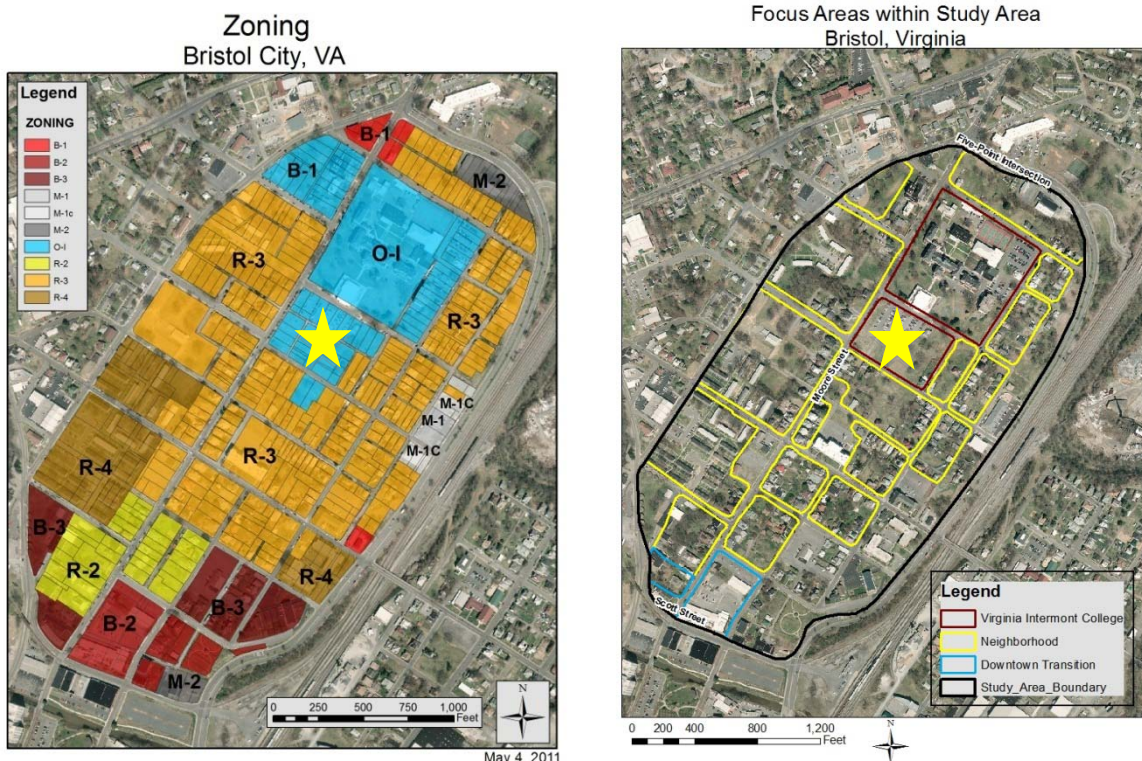 Zoning
Bristol City, VA
Legend
ZONING
B-1
B-2
B-3
M-1
M-1c
M-2
O-I
R-2
R-3
R-4
B-1
B-1
M-2
O-I
R-3
R-3
M-1C
M-1
M-1C
R-3
R-4
B-3
R-2
R-4
B-3
B-2
M-2
N
0 250 500 1,000
Feet
May 4, 2011
Focus Areas within Study Area
Bristol, Virginia
Five-Point Intersection
Moore Street
Scott Street
Legend
Virginia Intermont College
Neighborhood
Downtown Transition
Study_Area_Boundary
0 200 400 800 1,200
Feet
N